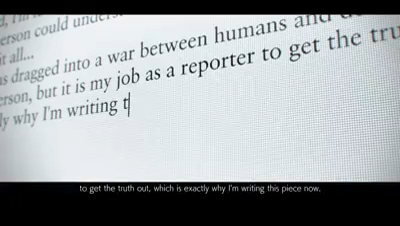 erson could under
it all...
s dragged into a war between humans and
erson, but it is my job as a reporter to get the tru
ly why I'm writing t
to get the truth out, which is exactly why I'm writing this piece now.